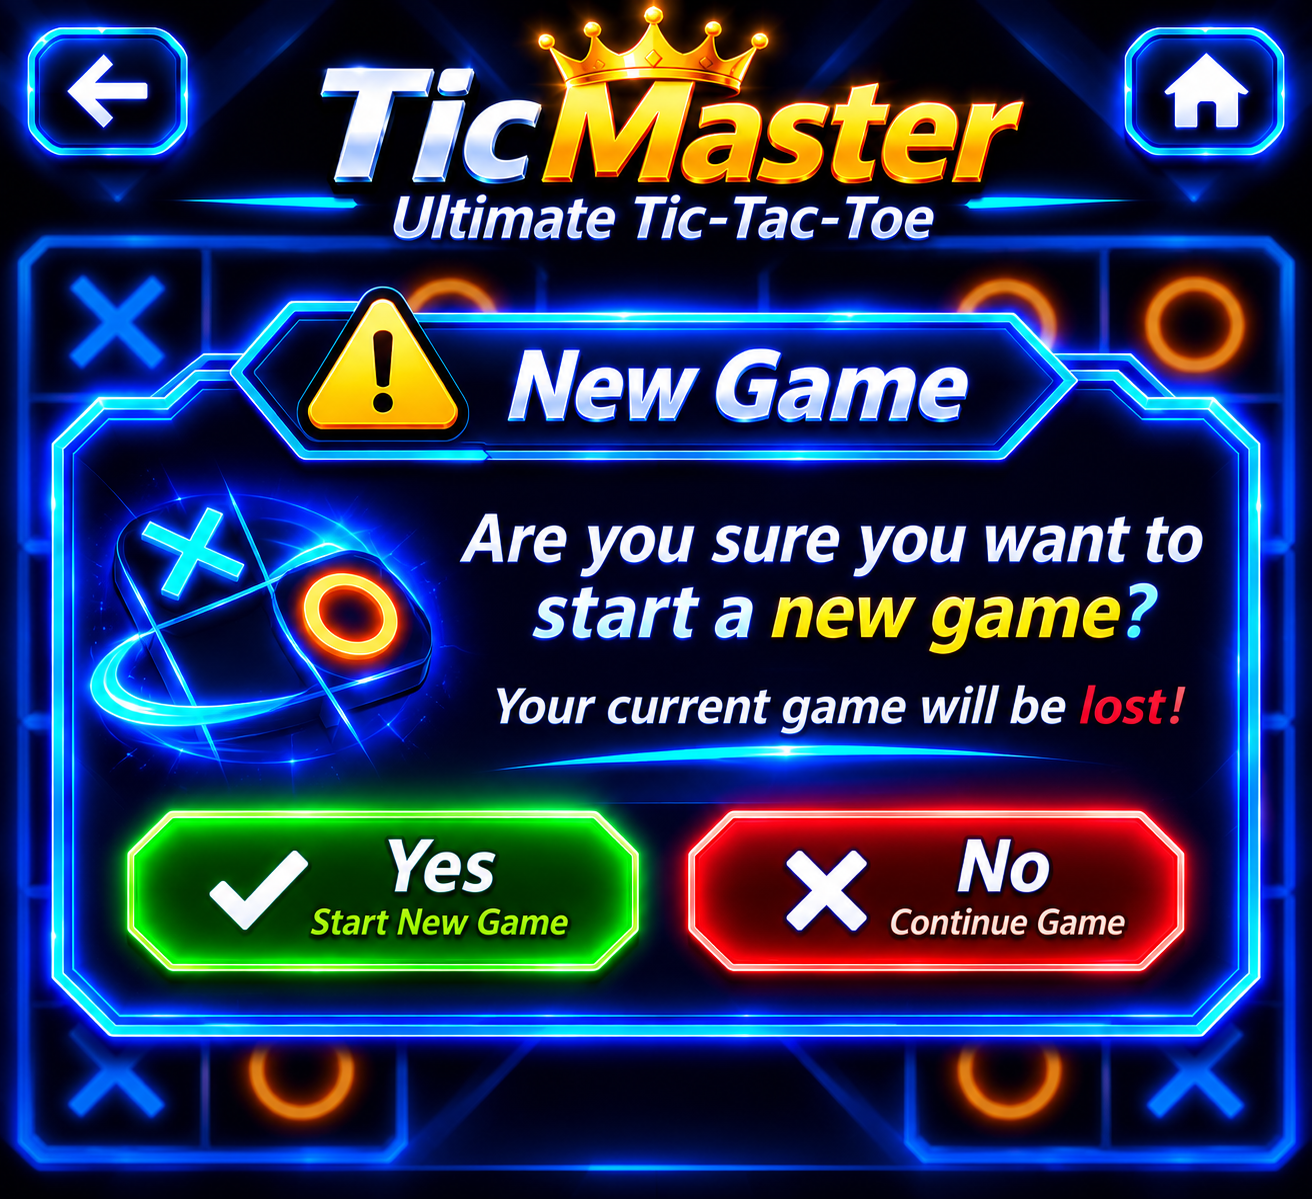 TicMaster
Ultimate Tic-Tac-Toe
New Game
Are you sure you want to
start a new game?
Your current game will be lost!
Yes
Start New Game
No
Continue Game